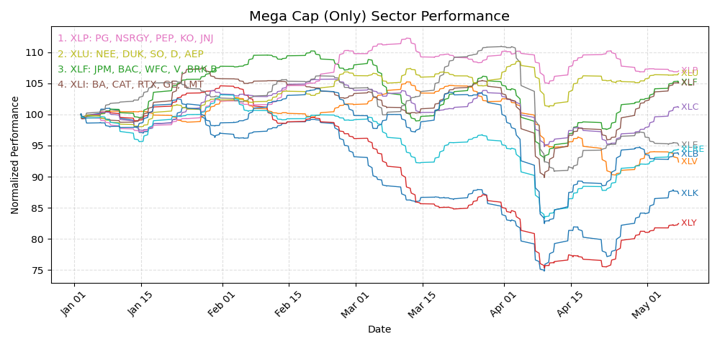 Mega Cap (Only) Sector Performance
1. XLP: PG, NSRGY, PEP, KO, JNJ
2. XLU: NEE, DUK, SO, D, AEP
3. XLF: JPM, BAC, WFC, V, BRK.B
4. XLI: BA, CAT, RTX, GE, LMT
Normalized Performance
110
105
100
95
90
85
80
75
XLP
XLU
XLF
XLI
XLC
XLE
XLRE
XLB
XLV
XLK
XLY
Jan 01
Jan 15
Feb 01
Feb 15
Mar 01
Mar 15
Apr 01
Apr 15
May 01
Date